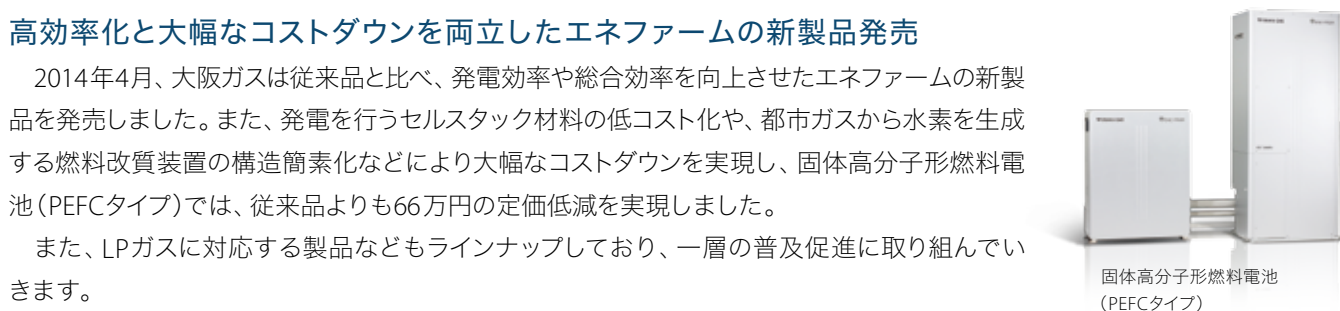 高効率化と大幅なコストダウンを両立したエネファームの新製品発売
2014年4月、大阪ガスは従来品と比べ、発電効率や総合効率を向上させたエネファームの新製
品を発売しました。また、発電を行うセルスタック材料の低コスト化や、都市ガスから水素を生成
する燃料改質装置の構造簡素化などにより大幅なコストダウンを実現し、固体高分子形燃料電
池（PEFCタイプ）では、従来品よりも66万円の定価低減を実現しました。
また、LPガスに対応する製品などもラインナップしており、一層の普及促進に取り組んでい
きます。
固体高分子形燃料電池
（PEFCタイプ）